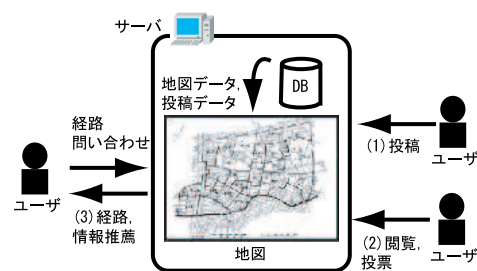 サーバ
地図データ,
投稿データ
DB
経路
問い合わせ
(1)投稿
ユーザ
ユーザ
(3)経路,
情報推薦
地図
(2)閲覧,
投票
ユーザ